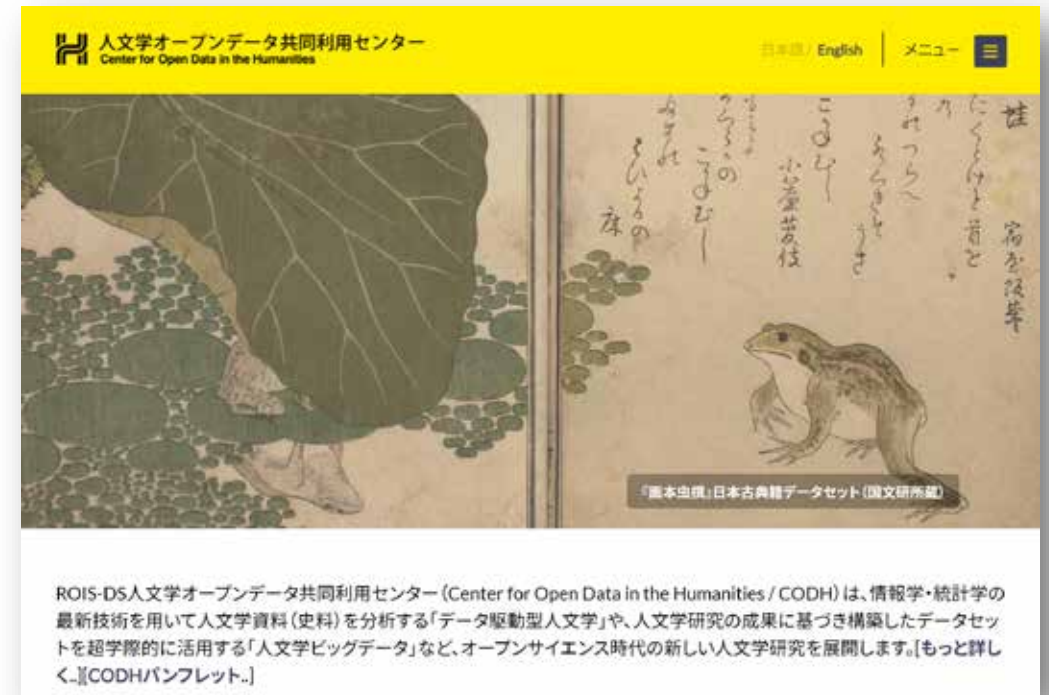 人文学オープンデータ共同利用センター
Center for Open Data in the Humanities
日本語 / English
メニュー
蛙
宿屋飯盛
『画本虫撰』日本古典籍データセット（国文研所蔵）
ROIS-DS人文学オープンデータ共同利用センター（Center for Open Data in the Humanities / CODH）は、情報学・統計学の
最新技術を用いて人文学資料（史料）を分析する「データ駆動型人文学」や、人文学研究の成果に基づき構築したデータセッ
トを超学際的に活用する「人文学ビッグデータ」など、オープンサイエンス時代の新しい人文学研究を展開します。[もっと詳し
く..][CODHパンフレット..]